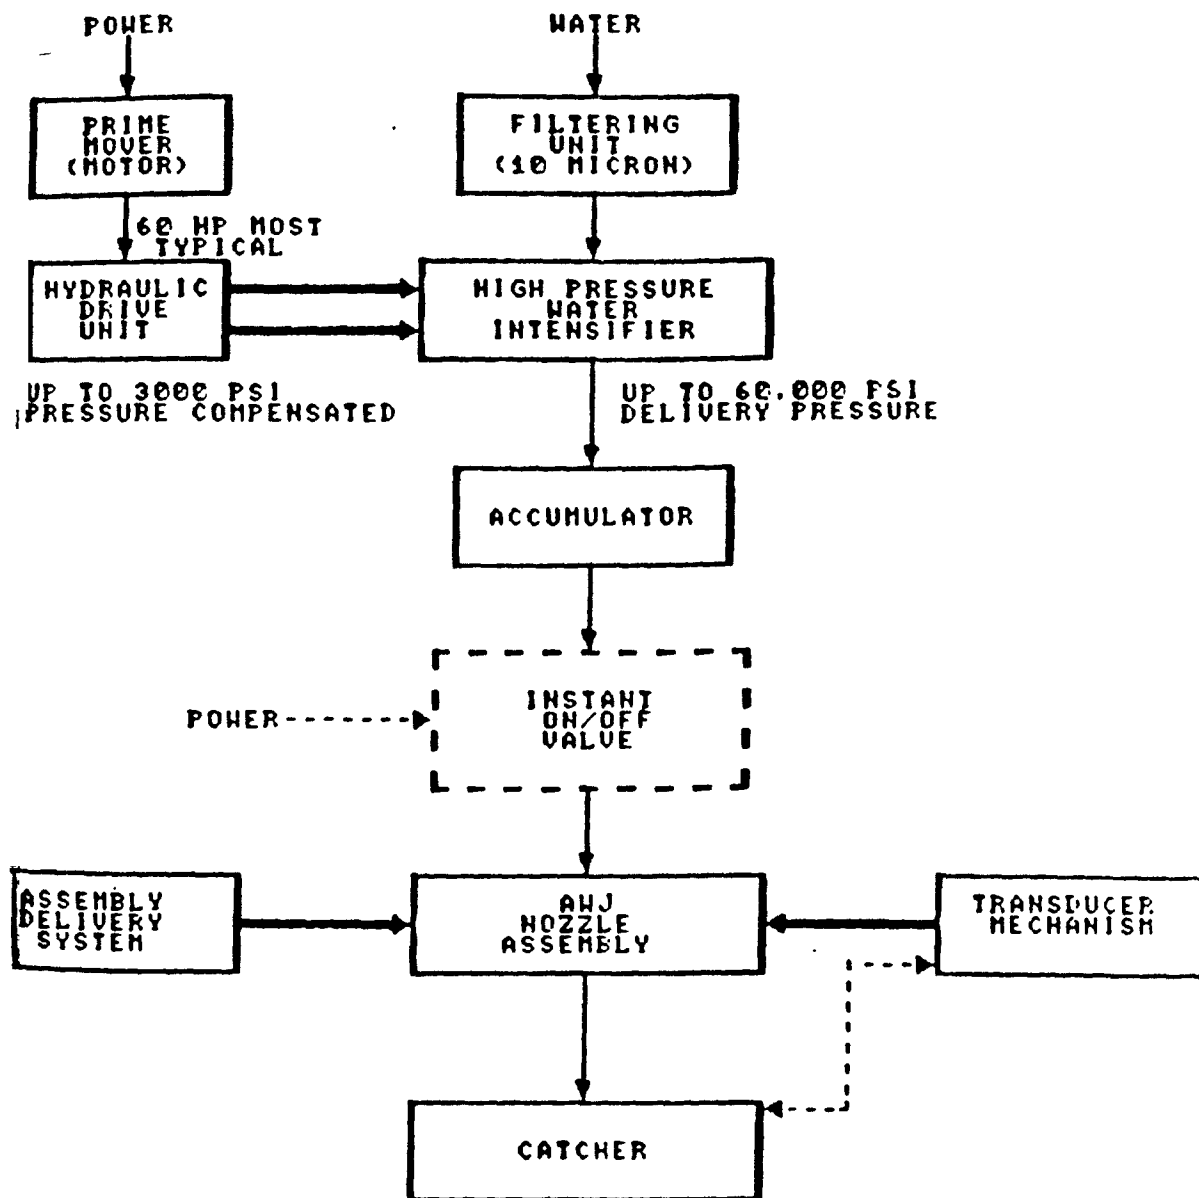 POWER
WATER
PRIME
MOVER
(MOTOR)
FILTERING
UNIT
(10 MICRON)
60 HP MOST
TYPICAL
HYDRAULIC
DRIVE
UNIT
HIGH PRESSURE
WATER
INTENSIFIER
UP TO 3000 PSI
PRESSURE COMPENSATED
UP TO 60,000 PSI
DELIVERY PRESSURE
ACCUMULATOR
POWER
INSTANT
ON/OFF
VALVE
ASSEMBLY
DELIVERY
SYSTEM
AWJ
NOZZLE
ASSEMBLY
TRANSDUCER
MECHANISM
CATCHER